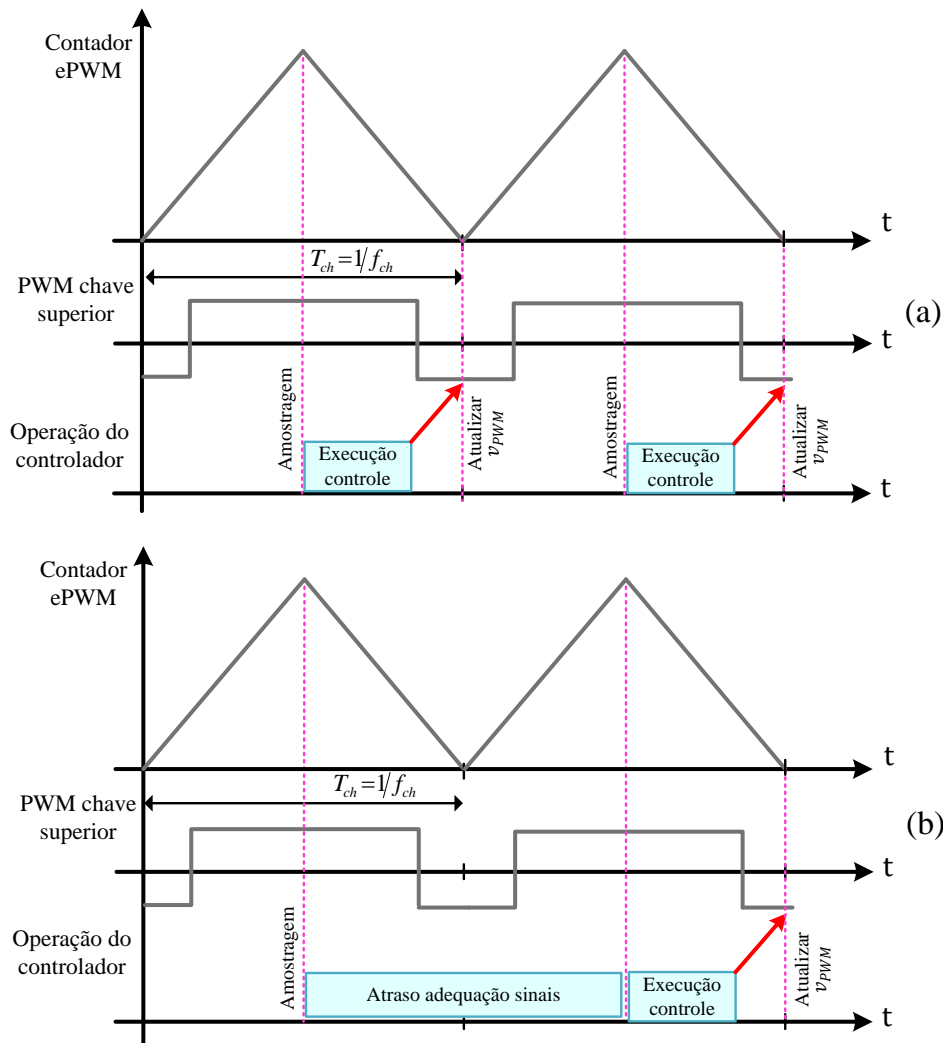 Contador
ePWM
t
T_ch=1/f_ch
PWM chave
superior
t
(a)
Amostragem
Atualizar
v_PWM
Amostragem
Atualizar
v_PWM
Operação do
controlador
Execução
controle
Execução
controle
t
Contador
ePWM
t
T_ch=1/f_ch
PWM chave
superior
t
(b)
Operação do
controlador
Amostragem
Atraso adequação sinais
Execução
controle
Atualizar
v_PWM
t